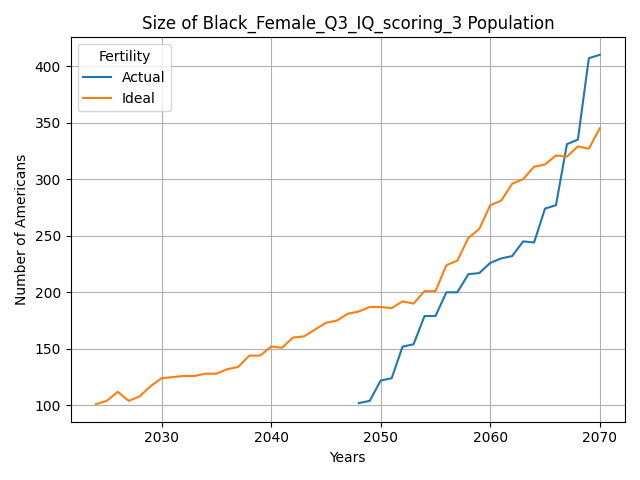 Size of Black_Female_Q3_IQ_scoring_3 Population
Fertility
Actual
Ideal
Number of Americans
400
350
300
250
200
150
100
2030 2040 2050 2060 2070
Years